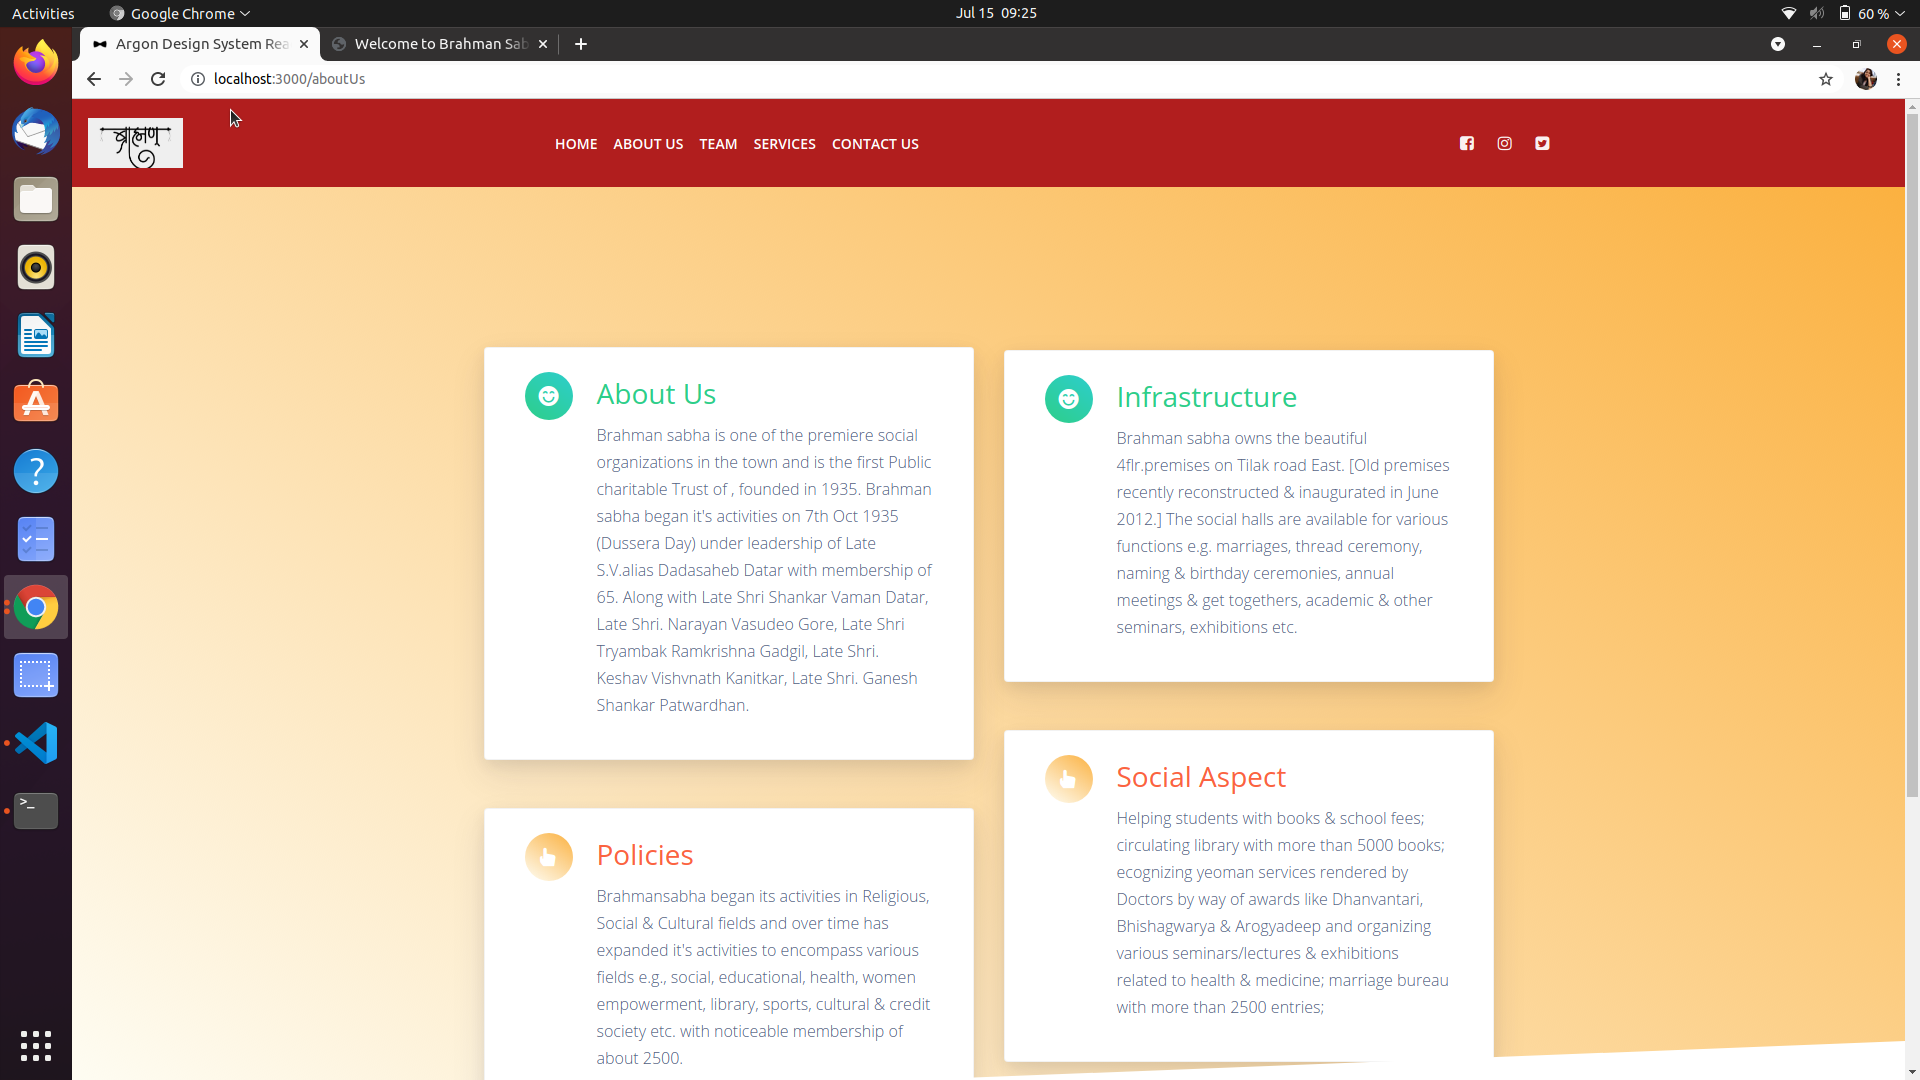 Activities
Google Chrome
Jul 15 09:25
60 %
Argon Design System Rea
Welcome to Brahman Sab
localhost:3000/aboutUs
ब्राह्मण
HOME
ABOUT US
TEAM
SERVICES
CONTACT US
About Us
Brahman sabha is one of the premiere social
organizations in the town and is the first Public
charitable Trust of , founded in 1935. Brahman
sabha began it's activities on 7th Oct 1935
(Dussera Day) under leadership of Late
S.V.alias Dadasaheb Datar with membership of
65. Along with Late Shri Shankar Vaman Datar,
Late Shri. Narayan Vasudeo Gore, Late Shri
Tryambak Ramkrishna Gadgil, Late Shri.
Keshav Vishvnath Kanitkar, Late Shri. Ganesh
Shankar Patwardhan.
Policies
Brahmansabha began its activities in Religious,
Social & Cultural fields and over time has
expanded it's activities to encompass various
fields e.g., social, educational, health, women
empowerment, library, sports, cultural & credit
society etc. with noticeable membership of
about 2500.
Infrastructure
Brahman sabha owns the beautiful
4flr.premises on Tilak road East. [Old premises
recently reconstructed & inaugurated in June
2012.] The social halls are available for various
functions e.g. marriages, thread ceremony,
naming & birthday ceremonies, annual
meetings & get togethers, academic & other
seminars, exhibitions etc.
Social Aspect
Helping students with books & school fees;
circulating library with more than 5000 books;
ecognizing yeoman services rendered by
Doctors by way of awards like Dhanvantari,
Bhishagwarya & Arogyadeep and organizing
various seminars/lectures & exhibitions
related to health & medicine; marriage bureau
with more than 2500 entries;